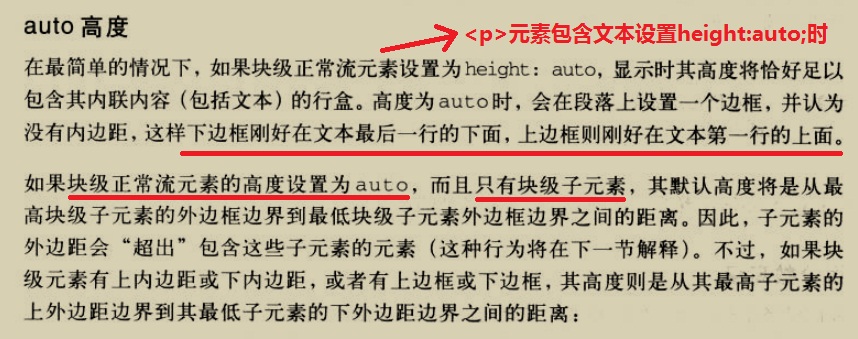 auto 高度
<p>元素包含文本设置height:auto;时
在最简单的情况下，如果块级正常流元素设置为height: auto，显示时其高度将恰好足以
包含其内联内容（包括文本）的行盒。高度为auto时，会在段落上设置一个边框，并认为
没有内边距，这样下边框刚好在文本最后一行的下面，上边框则刚好在文本第一行的上面。
如果块级正常流元素的高度设置为auto，而且只有块级子元素，其默认高度将是从最
高块级子元素的外边框边界到最低块级子元素外边框边界之间的距离。因此，子元素的
外边距会“超出”包含这些子元素的元素（这种行为将在下一节解释）。不过，如果块
级元素有上内边距或下内边距，或者有上边框或下边框，其高度则是从其最高子元素的
上外边距边界到其最低子元素的下外边距边界之间的距离：